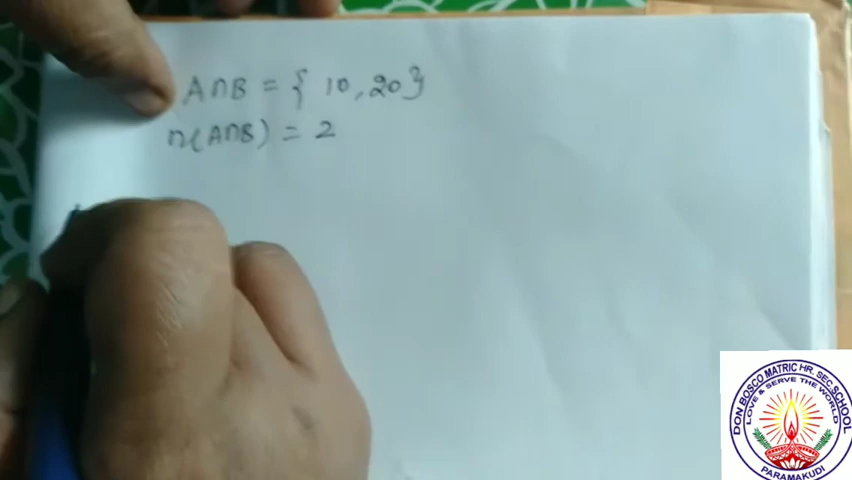 A∩B = { 10, 20}
n(A∩B) = 2
DON BOSCO MATRIC HR. SEC SCHOOL
LOVE & SERVE THE WORLD
PARAMAKUDI